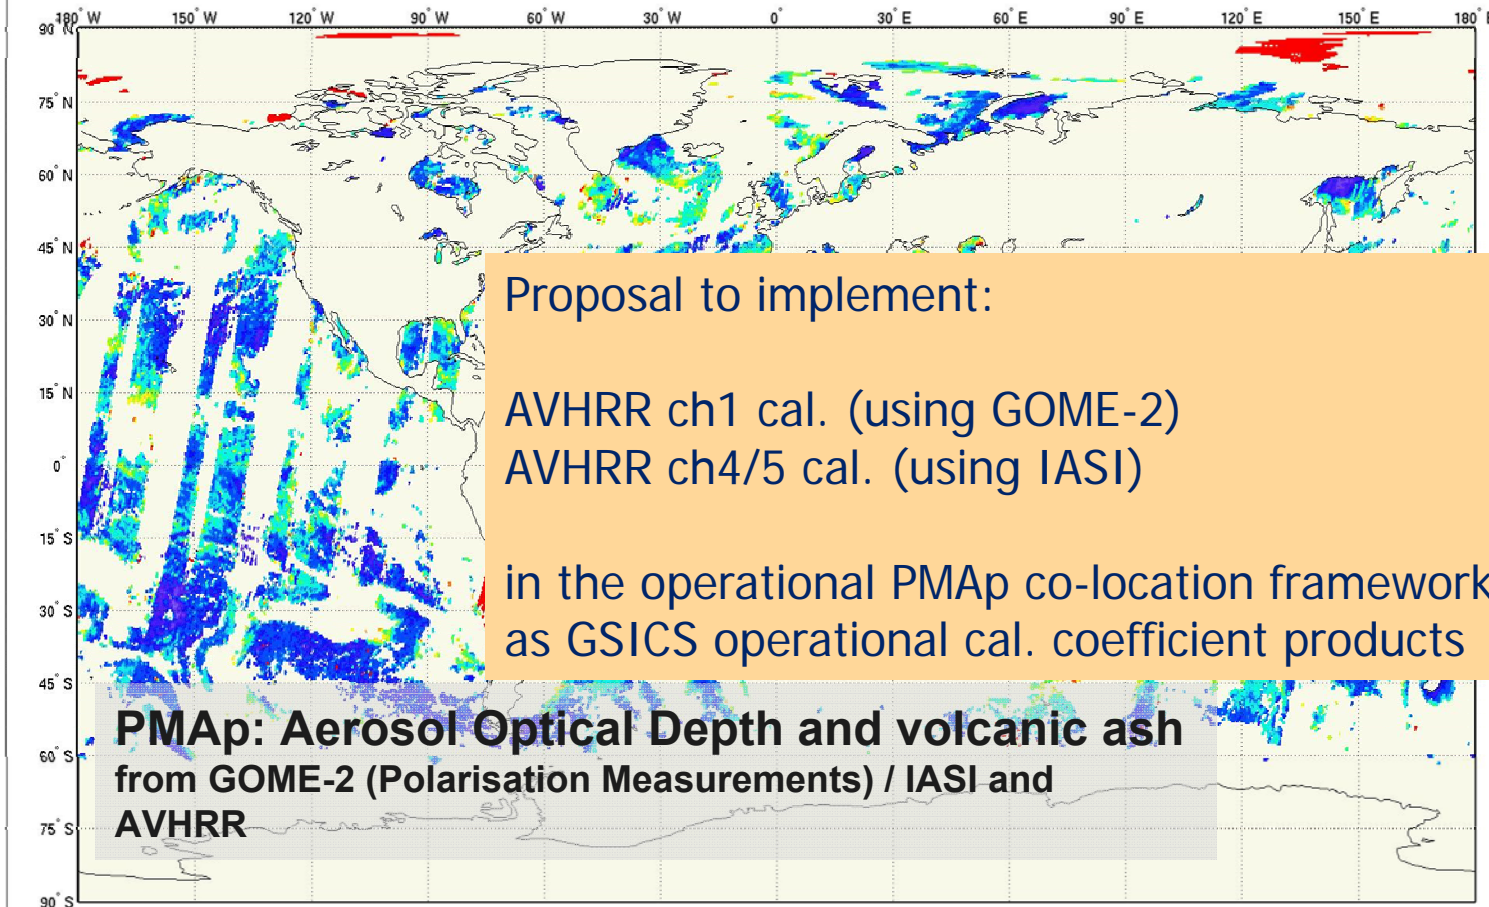 180° W 150° W 120° W 90° W 60° W 30° W 0° 30° E 60° E 90° E 120° E 150° E 180° E
90° N
75° N
60° N
45° N
30° N
15° N
0°
15° S
30° S
45° S
60° S
75° S
90° S
Proposal to implement:
AVHRR ch1 cal. (using GOME-2)
AVHRR ch4/5 cal. (using IASI)
in the operational PMAp co-location framework
as GSICS operational cal. coefficient products
PMAp: Aerosol Optical Depth and volcanic ash
from GOME-2 (Polarisation Measurements) / IASI and
AVHRR